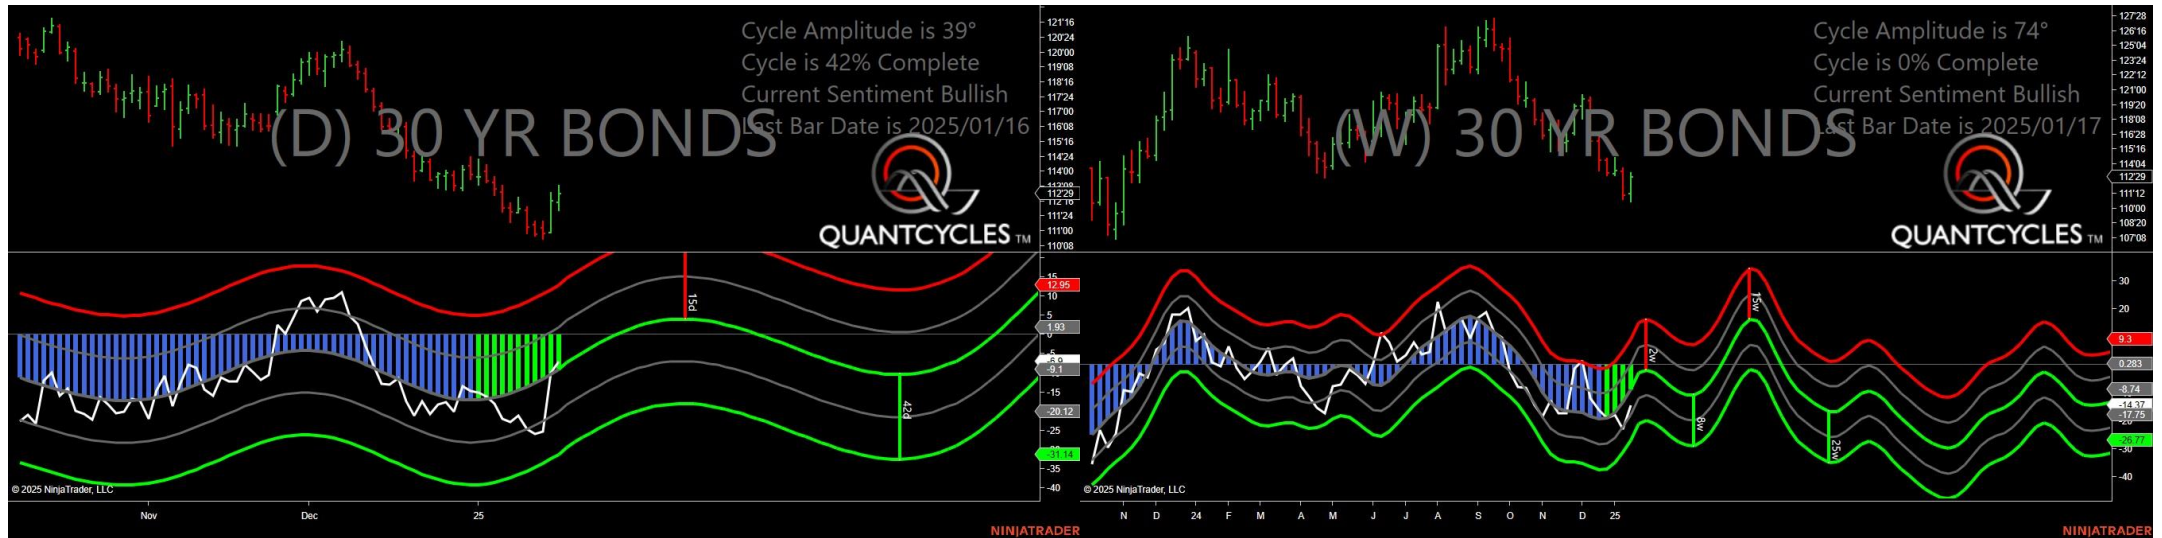 Cycle Amplitude is 39°
Cycle is 42% Complete
Current Sentiment Bullish
Last Bar Date is 2025/01/16
(D) 30 YR BONDS
QUANTCYCLES TM
121'16
120'24
120'00
119'08
118'16
117'24
117'00
116'08
115'16
114'24
114'00
112'29
112'16
111'24
111'00
110'08
15d
42d
15
12.95
10
5
1.93
0
-6.9
-9.1
-15
-20.12
-25
-31.14
-35
-40
© 2025 NinjaTrader, LLC
Nov
Dec
25
NINJATRADER
Cycle Amplitude is 74°
Cycle is 0% Complete
Current Sentiment Bullish
Last Bar Date is 2025/01/17
(W) 30 YR BONDS
QUANTCYCLES TM
127'28
126'16
125'04
123'24
122'12
121'00
119'20
118'08
116'28
115'16
114'04
112'29
111'12
110'00
108'20
107'08
2w
8w
15w
25w
30
20
9.3
0.283
-8.74
-14.37
-17.75
-26.77
-30
-40
© 2025 NinjaTrader, LLC
N D 24 F M A M J J A S O N D 25
NINJATRADER